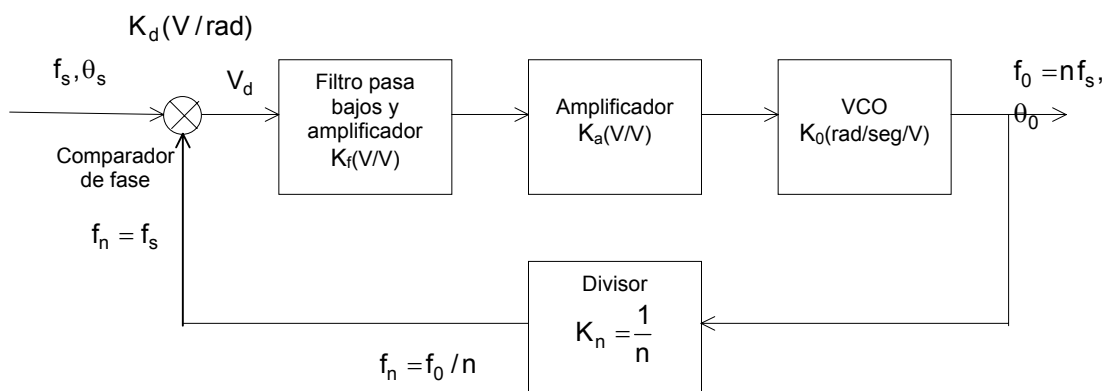 K_d(V/rad)
f_s,θ_s
V_d
Comparador
de fase
f_n = f_s
Filtro pasa
bajos y
amplificador
K_f(V/V)
Amplificador
K_a(V/V)
VCO
K_0(rad/seg/V)
f_0 = nf_s,
θ_0
Divisor
K_n = 1/n
f_n = f_0/n